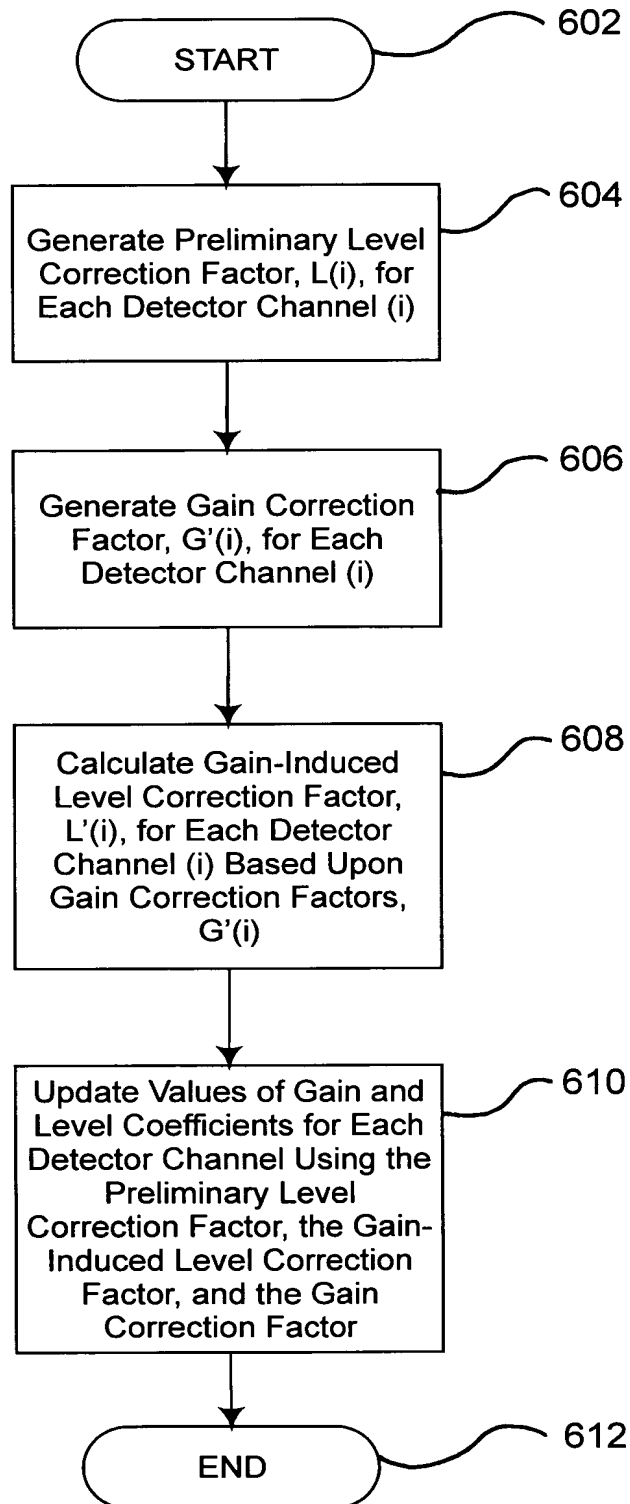 START
602
Generate Preliminary Level
Correction Factor, L(i), for
Each Detector Channel (i)
604
Generate Gain Correction
Factor, G'(i), for Each
Detector Channel (i)
606
Calculate Gain-Induced
Level Correction Factor,
L'(i), for Each Detector
Channel (i) Based Upon
Gain Correction Factors,
G'(i)
608
Update Values of Gain and
Level Coefficients for Each
Detector Channel Using the
Preliminary Level
Correction Factor, the Gain-
Induced Level Correction
Factor, and the Gain
Correction Factor
610
END
612